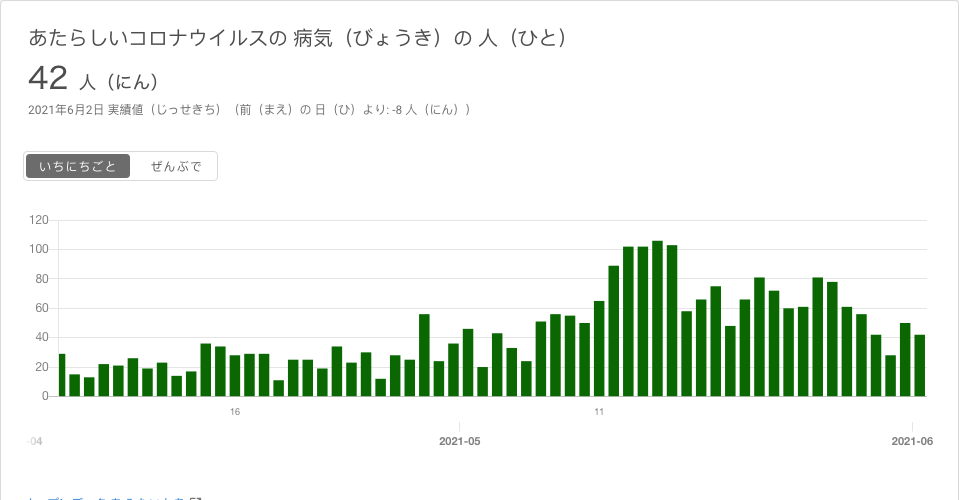 あたらしいコロナウイルスの 病気（びょうき）の 人（ひと）
42 人（にん）
2021年6月2日 実績値（じっせきち）（前（まえ）の 日（ひ）より: -8 人（にん））
いちにちごと ぜんぶで
120
100
80
60
40
20
0
16 11
-04 2021-05 2021-06